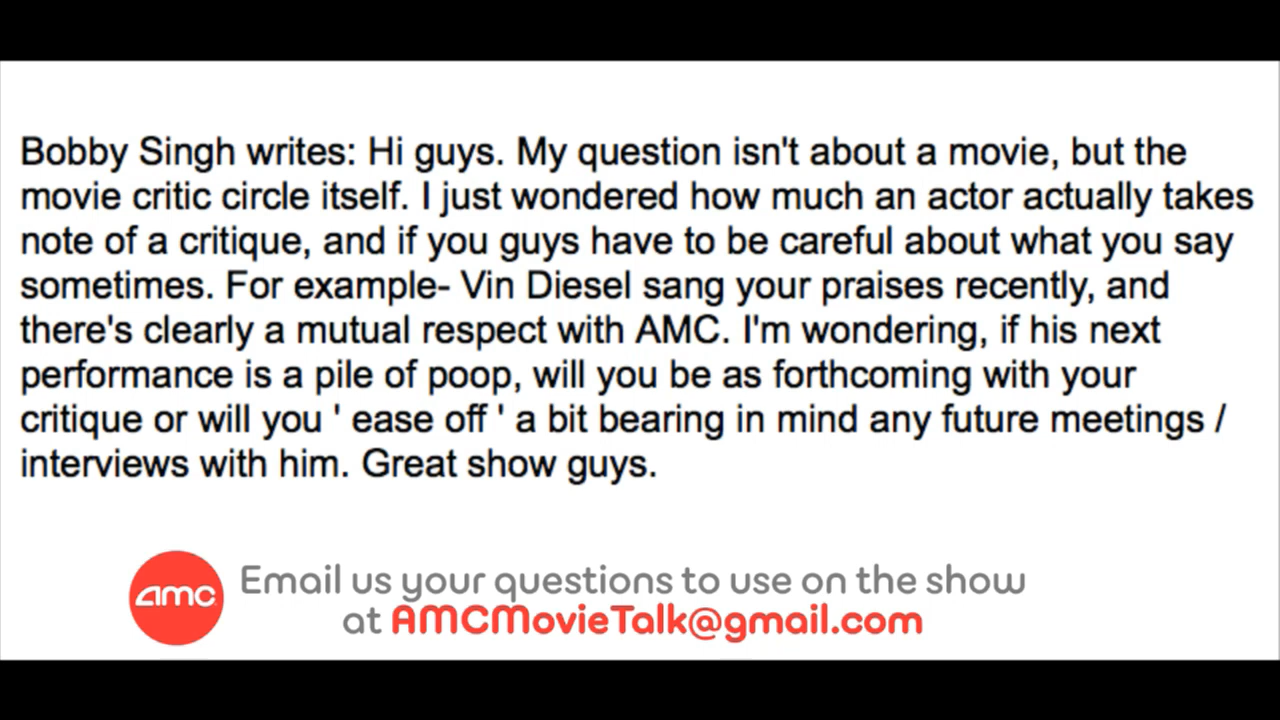 Bobby Singh writes: Hi guys. My question isn't about a movie, but the
movie critic circle itself. I just wondered how much an actor actually takes
note of a critique, and if you guys have to be careful about what you say
sometimes. For example- Vin Diesel sang your praises recently, and
there's clearly a mutual respect with AMC. I'm wondering, if his next
performance is a pile of poop, will you be as forthcoming with your
critique or will you ' ease off ' a bit bearing in mind any future meetings /
interviews with him. Great show guys.
amc
Email us your questions to use on the show
at AMCMovieTalk@gmail.com